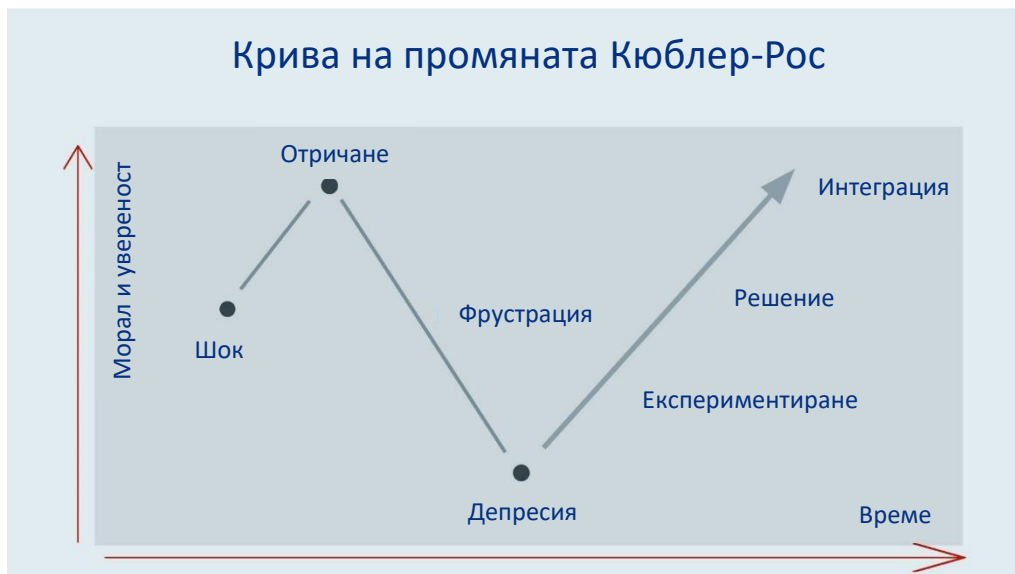 Крива на промяната Кюблер-Рос
Отричане
Морал и увереност
Интеграция
Решение
Фрустрация
Шок
Експериментиране
Депресия
Време